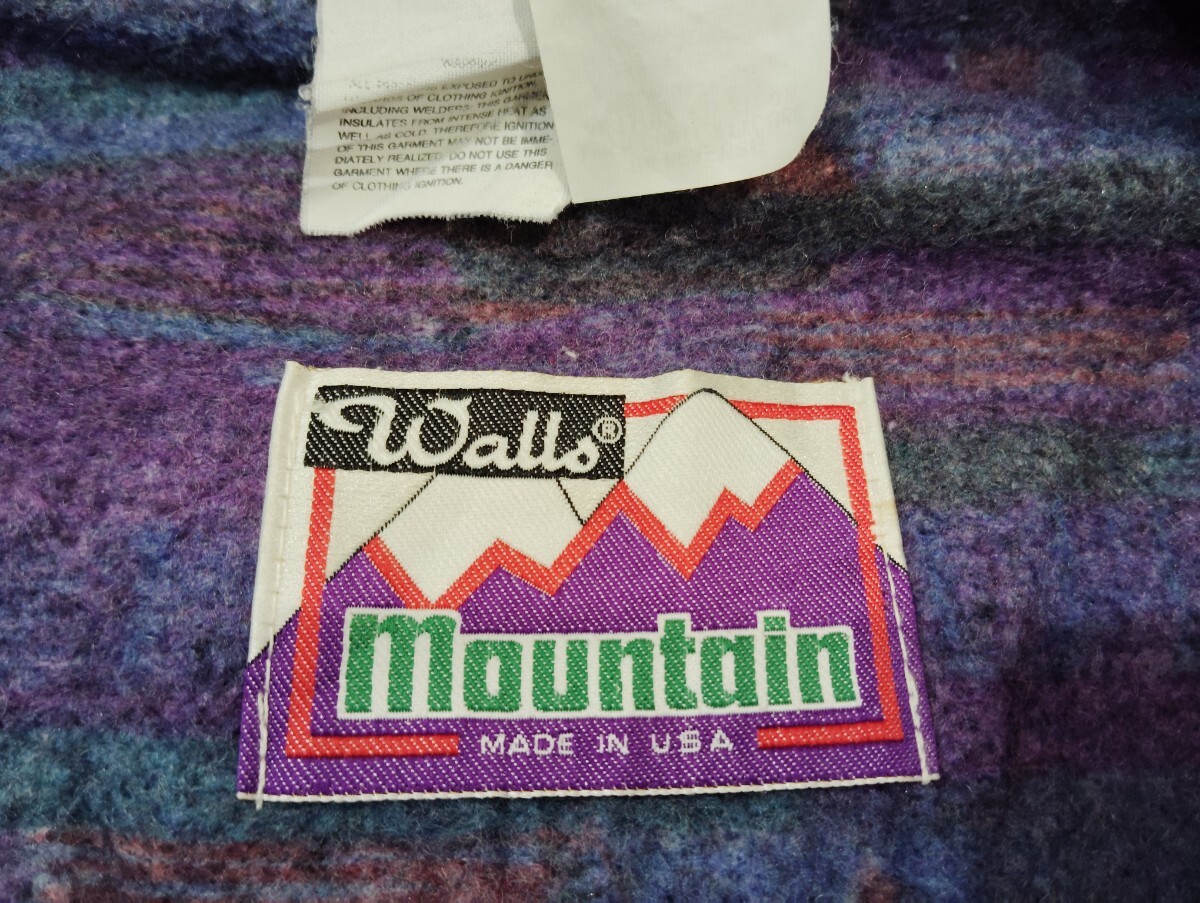 EXPOSED TO
OF CLOTHING IGNITION,
INCLUDING WELDERS: THIS
INSULATES FROM INTENSE HEAT AS
WELL AS COLD. THEREFORE IGNITION
OF THIS GARMENT MAY NOT BE IMME-
DIATELY REALIZED. DO NOT USE THIS
GARMENT WHERE THERE IS A DANGER
OF CLOTHING IGNITION.
Walls®
mountain
MADE IN USA